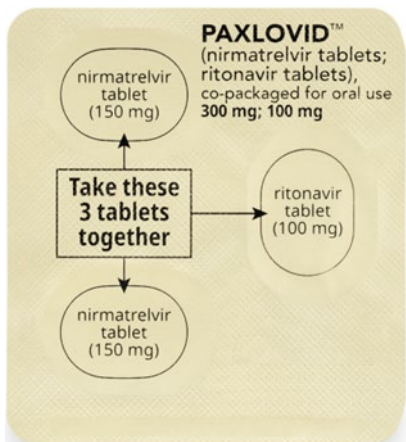 PAXLOVID™
(nirmatrelvir tablets;
ritonavir tablets),
co-packaged for oral use
300 mg; 100 mg
nirmatrelvir
tablet
(150 mg)
Take these
3 tablets
together
ritonavir
tablet
(100 mg)
nirmatrelvir
tablet
(150 mg)